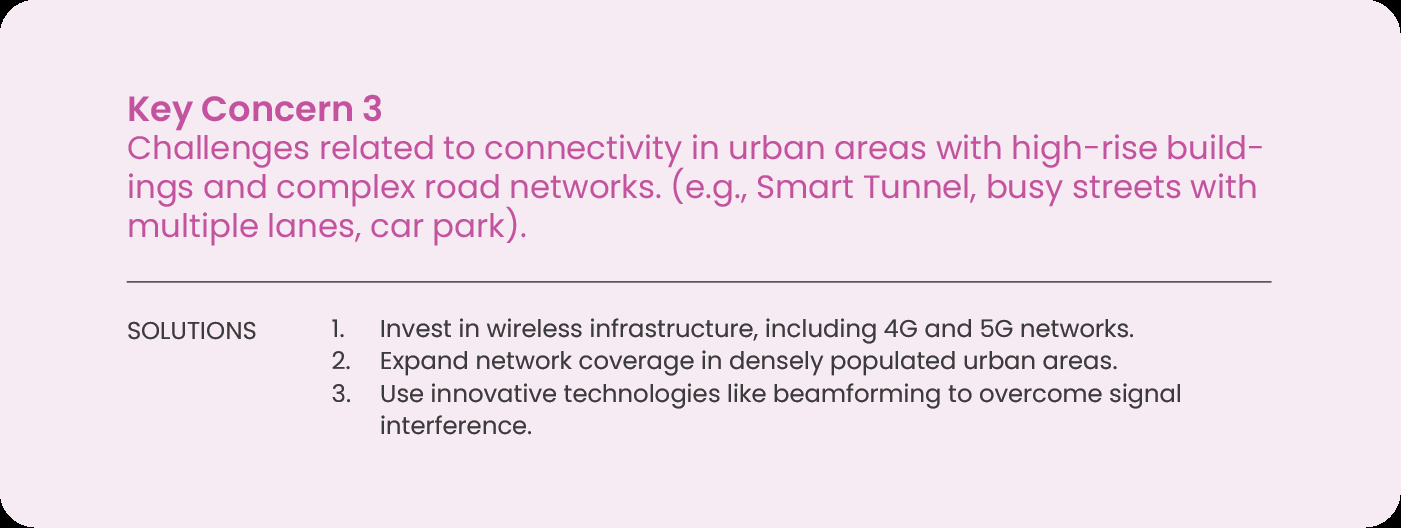 Key Concern 3
Challenges related to connectivity in urban areas with high-rise build-
ings and complex road networks. (e.g., Smart Tunnel, busy streets with
multiple lanes, car park).
SOLUTIONS
1. Invest in wireless infrastructure, including 4G and 5G networks.
2. Expand network coverage in densely populated urban areas.
3. Use innovative technologies like beamforming to overcome signal
interference.